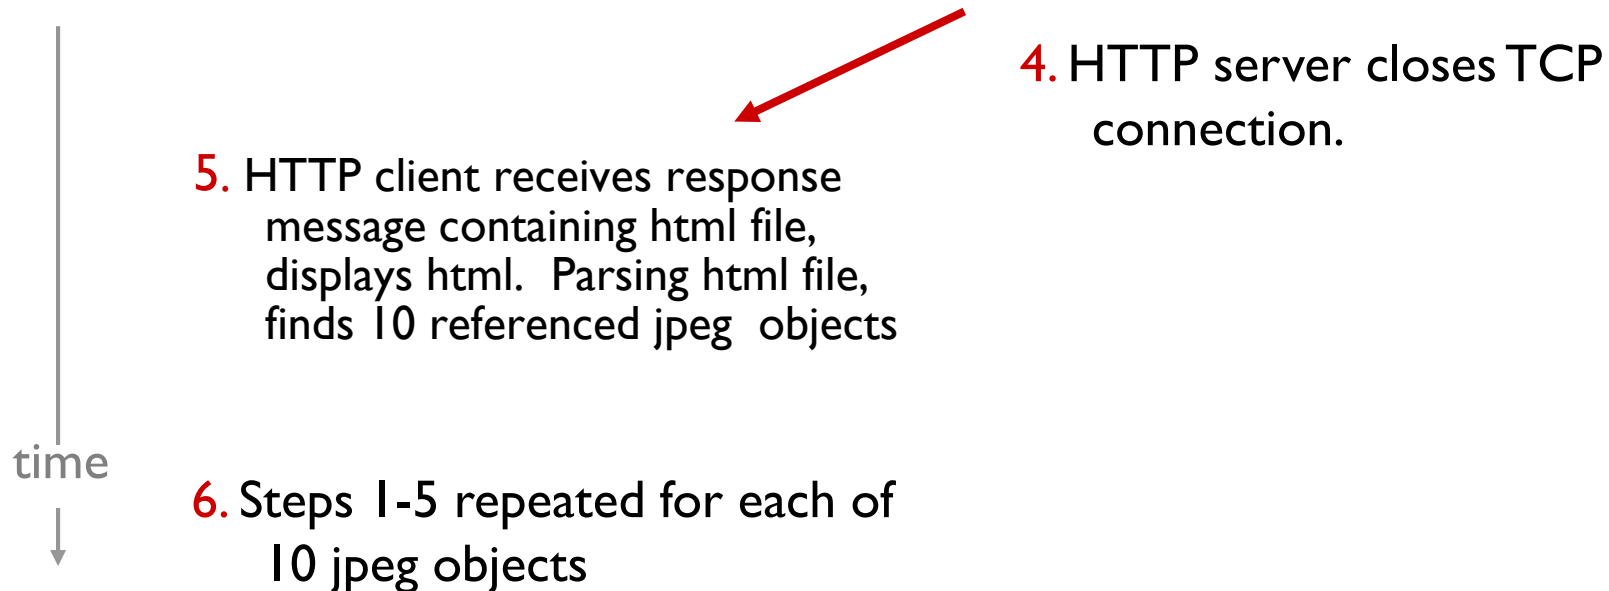 4. HTTP server closes TCP
connection.
5. HTTP client receives response
message containing html file,
displays html.  Parsing html file,
finds 10 referenced jpeg  objects
time
6. Steps 1-5 repeated for each of
10 jpeg objects